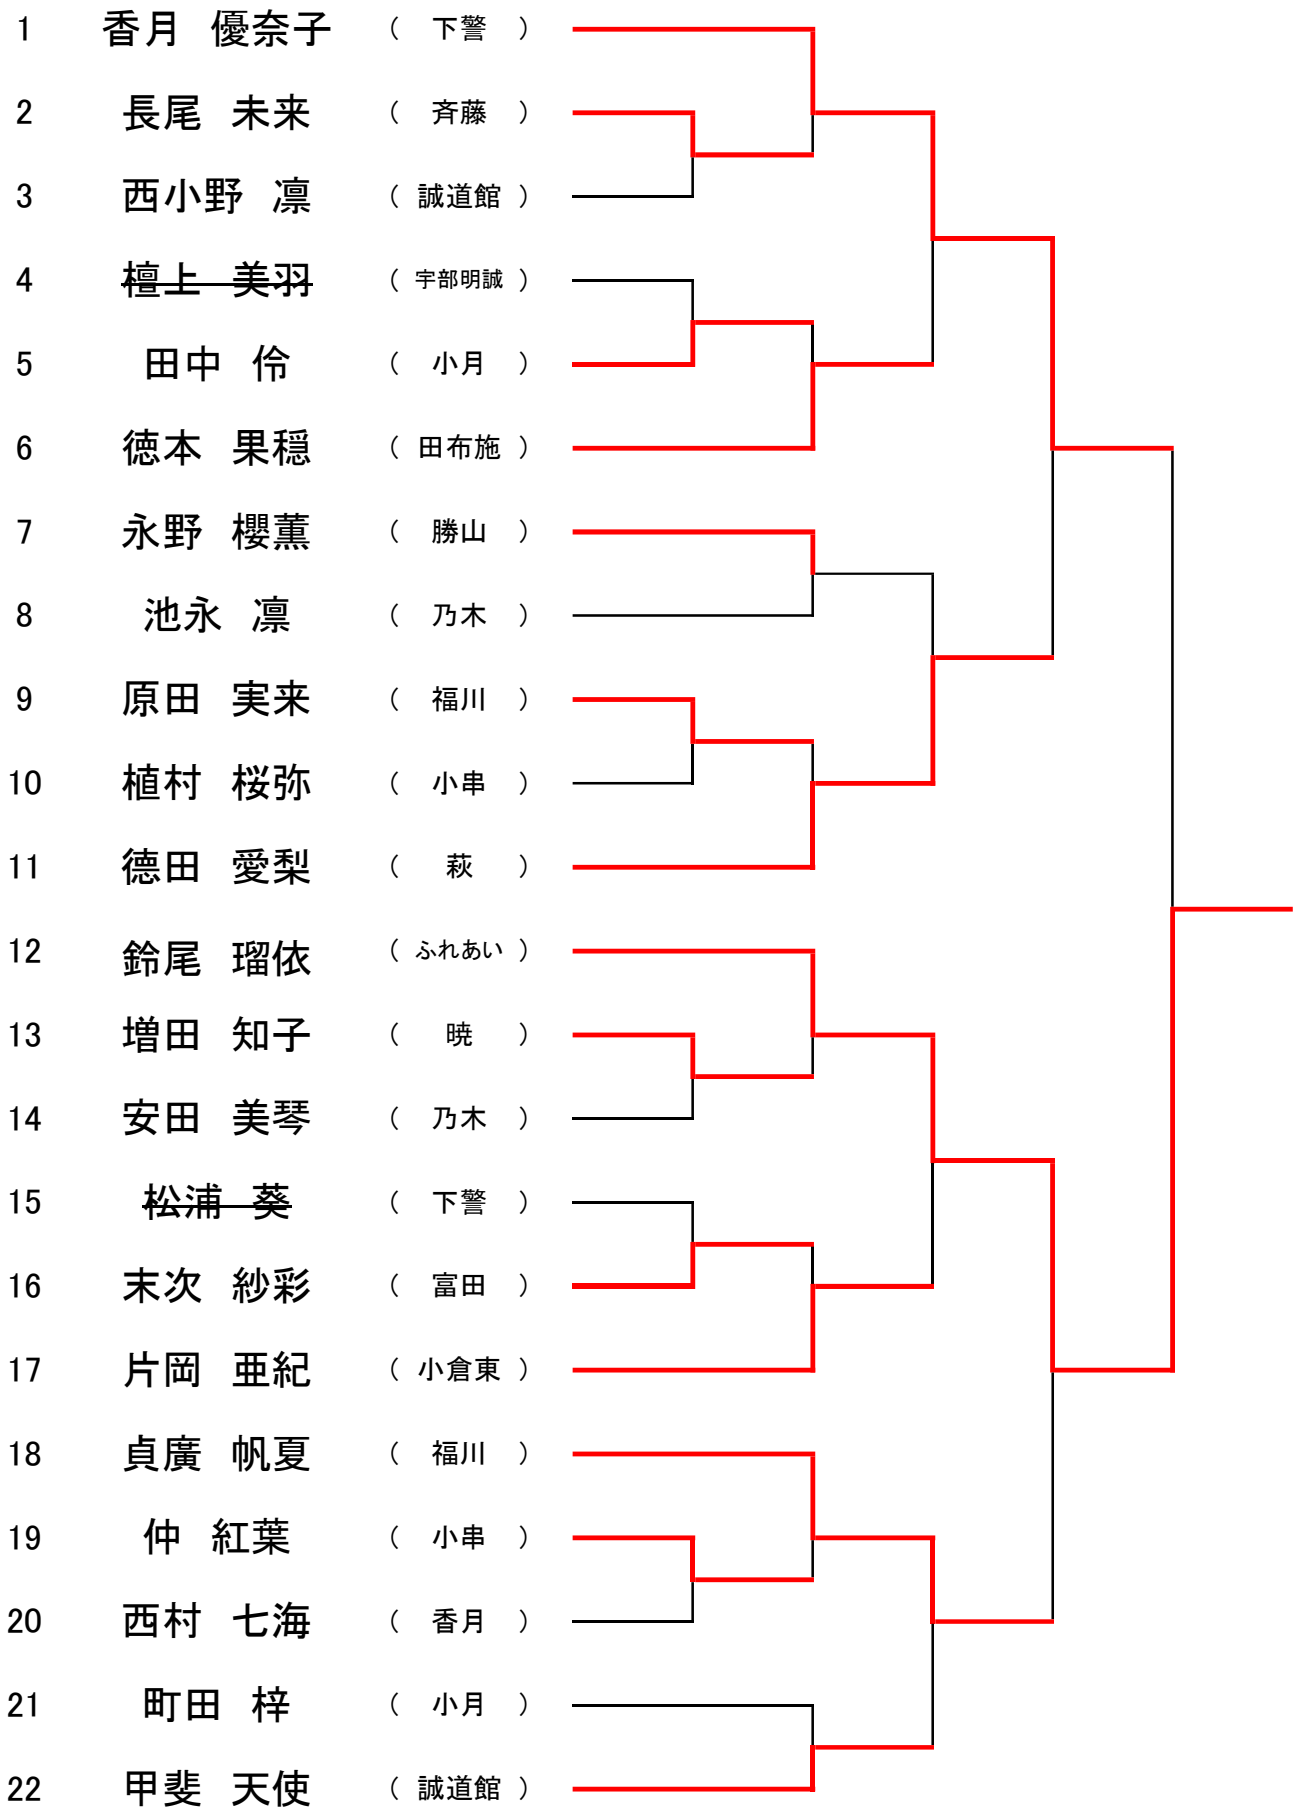 1 香月 優奈子 ( 下警 )
2 長尾 未来 ( 斉藤 )
3 西小野 凛 ( 誠道館 )
4 檀上 美羽 ( 宇部明誠 )
5 田中 伶 ( 小月 )
6 徳本 果穏 ( 田布施 )
7 永野 櫻薫 ( 勝山 )
8 池永 凛 ( 乃木 )
9 原田 実来 ( 福川 )
10 植村 桜弥 ( 小串 )
11 德田 愛梨 ( 萩 )
12 鈴尾 瑠依 ( ふれあい )
13 増田 知子 ( 暁 )
14 安田 美琴 ( 乃木 )
15 松浦 葵 ( 下警 )
16 末次 紗彩 ( 富田 )
17 片岡 亜紀 ( 小倉東 )
18 貞廣 帆夏 ( 福川 )
19 仲 紅葉 ( 小串 )
20 西村 七海 ( 香月 )
21 町田 梓 ( 小月 )
22 甲斐 天使 ( 誠道館 )